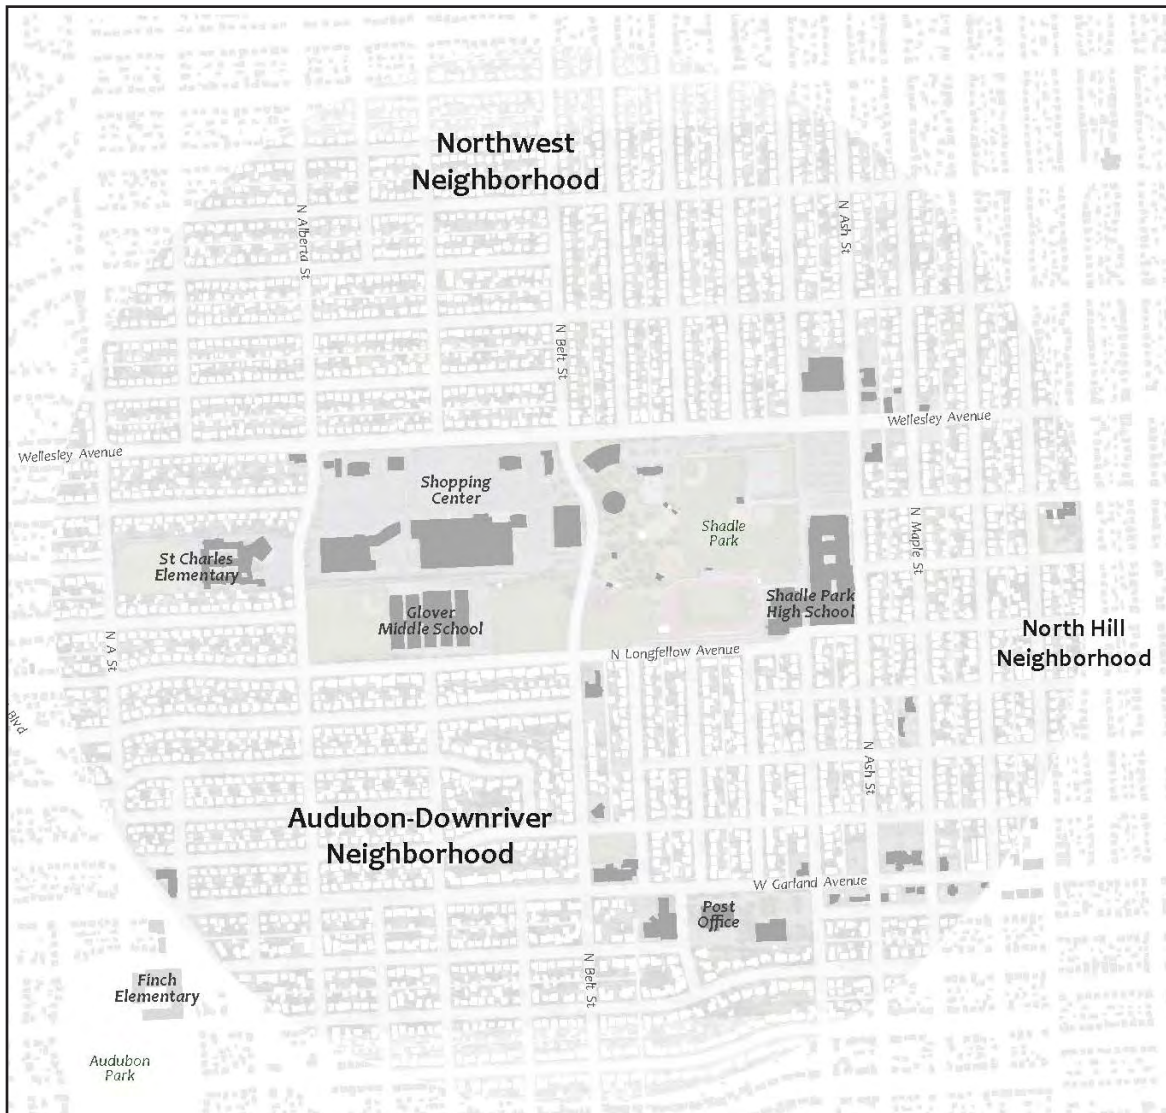 Northwest
Neighborhood
N Alberta St
N Ash St
N Belt St
Wellesley Avenue
Wellesley Avenue
Shopping
Center
Shadle
Park
N Maple St
St Charles
Elementary
Glover
Middle School
Shadle Park
High School
N A St
N Longfellow Avenue
North Hill
Neighborhood
Blvd
N Ash St
Audubon-Downriver
Neighborhood
W Garland Avenue
Post
Office
N Belt St
Finch
Elementary
Audubon
Park